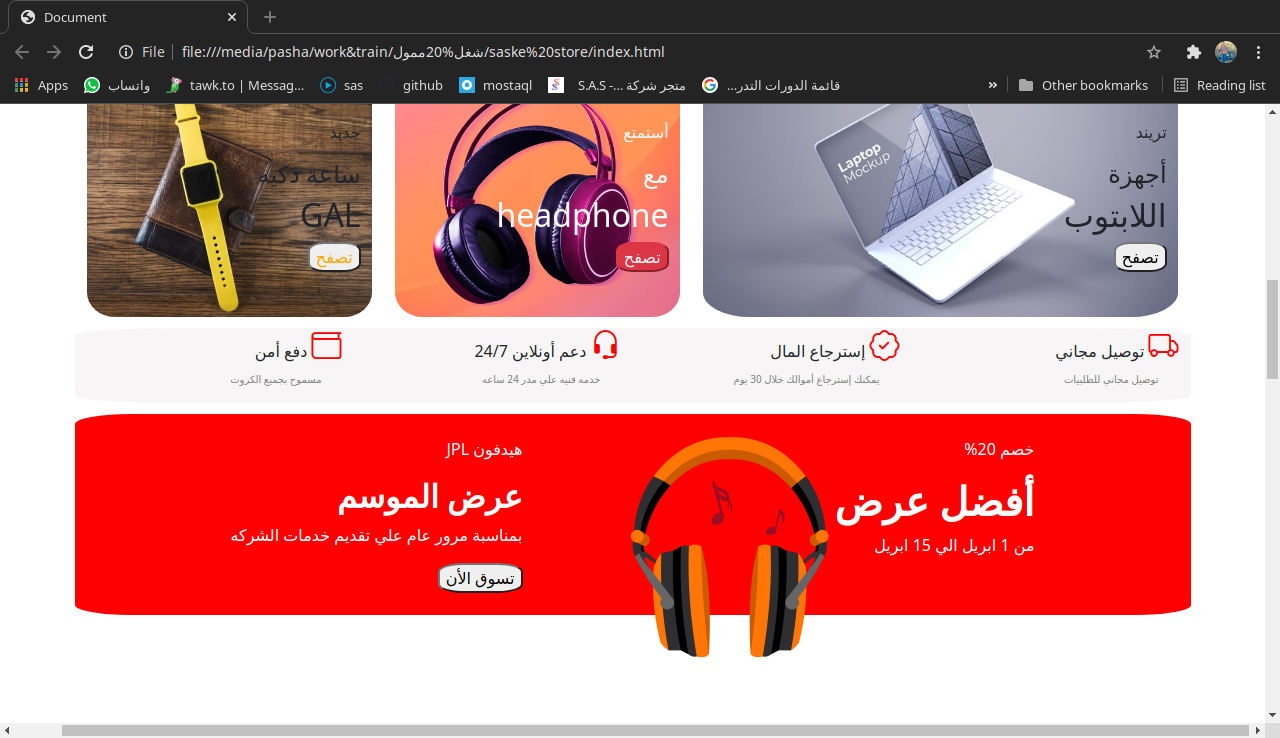 Document
File
file:///media/pasha/work&train/شغل%20ممول/saske%20store/index.html
Apps
واتساب
tawk.to | Messag...
sas
github
mostaql
متجر شركة ...- S.A.S
قائمة الدورات التدر...
»
Other bookmarks
Reading list
تريند
أجهزة
اللابتوب
تصفح
Laptop
Mockup
أستمتع
مع
headphone
تصفح
جديد
ساعة ذكية
GAL
تصفح
توصيل مجاني
توصيل مجاني للطلبيات
إسترجاع المال
يمكنك إسترجاع أموالك خلال 30 يوم
دعم أونلاين 24/7
خدمه فنيه علي مدر 24 ساعه
دفع أمن
مسموح بجميع الكروت
خصم 20%
أفضل عرض
من 1 ابريل الي 15 ابريل
هيدفون JPL
عرض الموسم
بمناسبة مرور عام علي تقديم خدمات الشركه
تسوق الأن